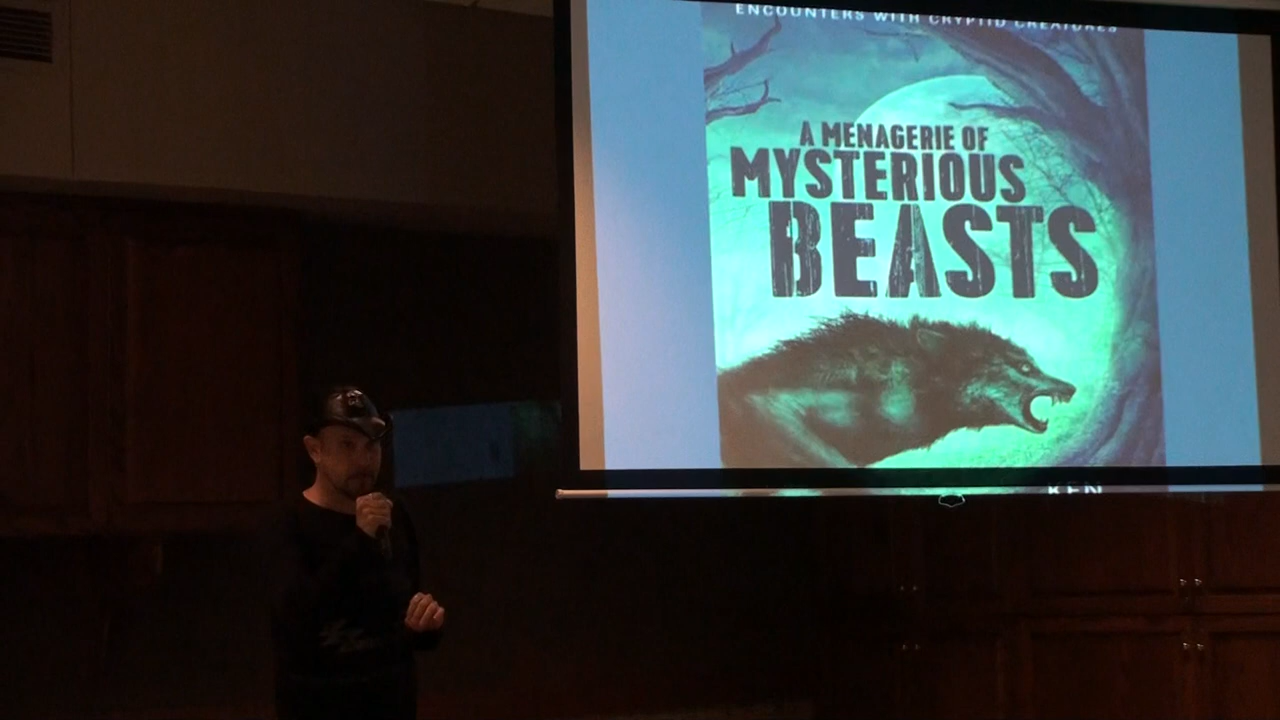 ENCOUNTERS WITH CRYPTID CREATURES
A MENAGERIE OF
MYSTERIOUS
BEASTS
KEN